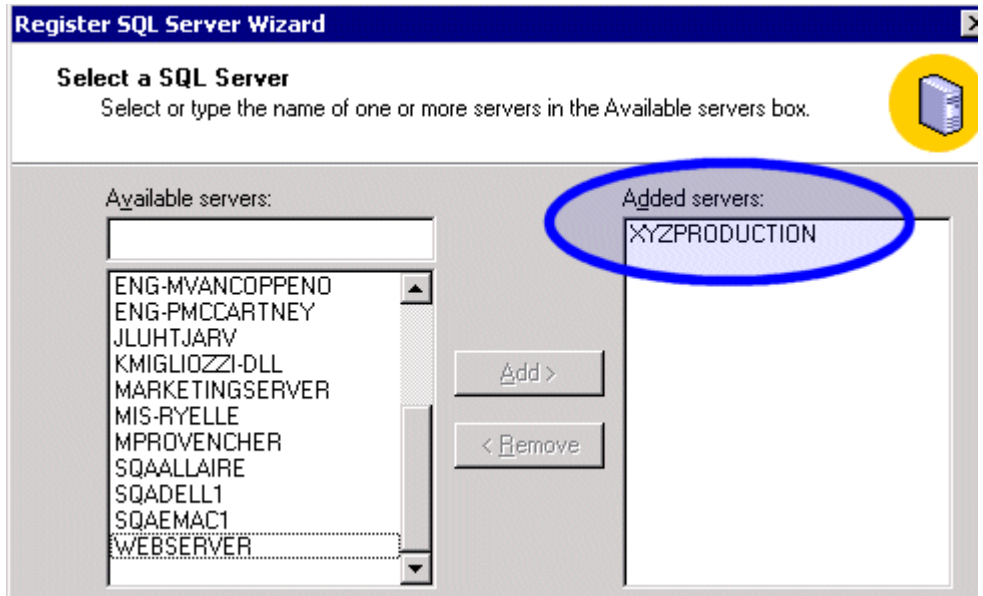 Register SQL Server Wizard
Select a SQL Server
Select or type the name of one or more servers in the Available servers box.
Available servers:
ENG-MVANCOPPENO
ENG-PMCCARTNEY
JLUHTJARV
KMIGLIOZZI-DLL
MARKETINGSERVER
MIS-RYELLE
MPROVENCHER
SQAALLAIRE
SQADELL1
SQAEMAC1
WEBSERVER
Add >
< Remove
Added servers:
XYZPRODUCTION